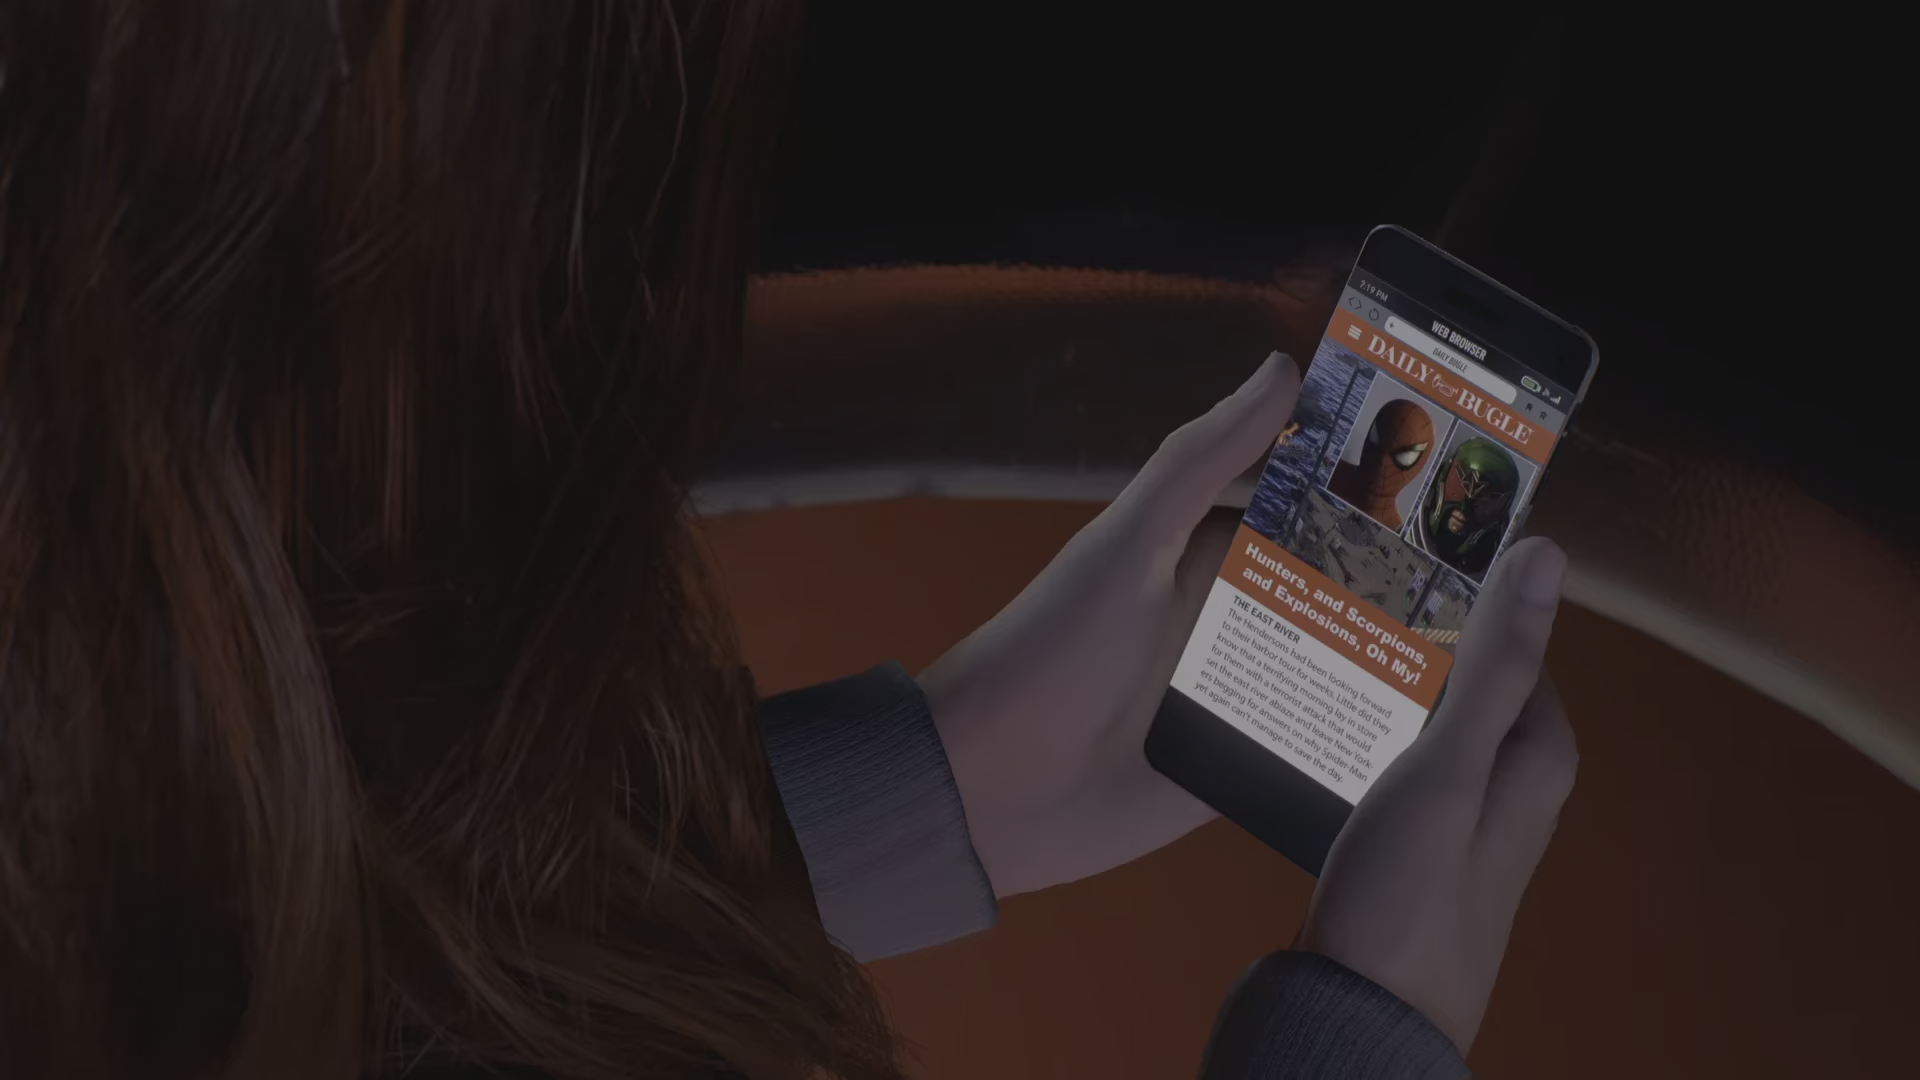 7:19 PM
WEB BROWSER
DAILY BUGLE
DAILY BUGLE
Hunters, and Scorpions,
and Explosions, Oh My!
THE EAST RIVER
The Hendersons had been looking forward
to their harbor tour for weeks. Little did they
know that a terrifying morning lay in store
for them with a terrorist attack that would
set the east river ablaze and leave New York-
ers begging for answers on why Spider-Man
yet again can't manage to save the day.